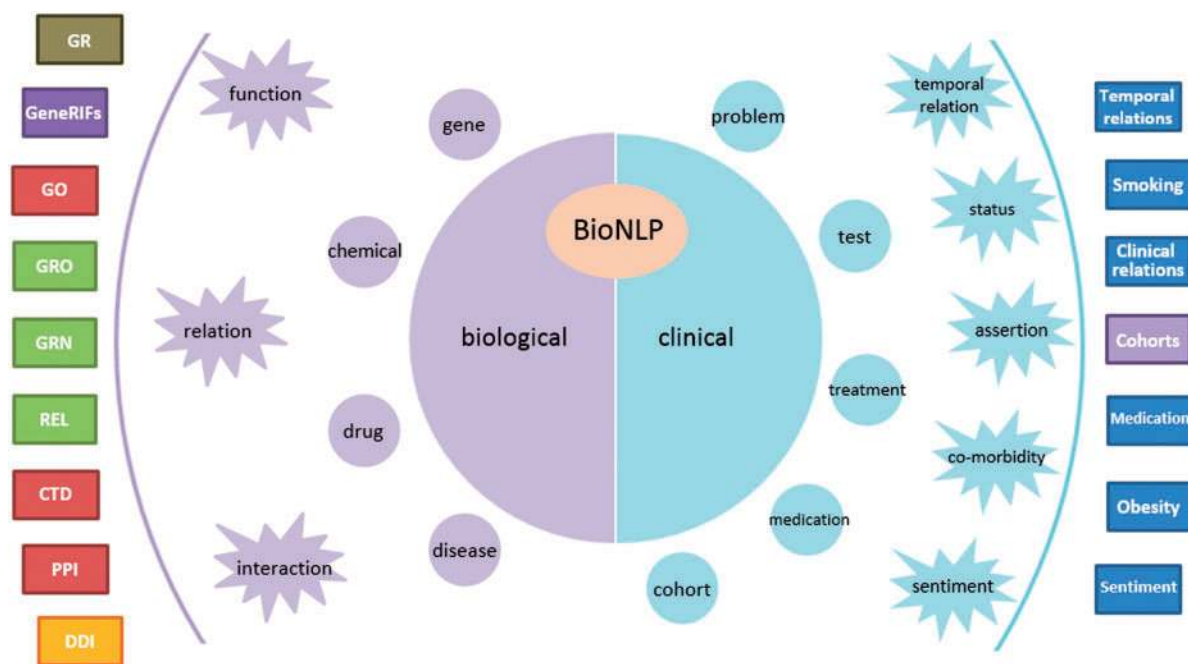 GR
GeneRIFs
GO
GRO
GRN
REL
CTD
PPI
DDI
function
relation
interaction
gene
chemical
drug
disease
BioNLP
biological
clinical
problem
test
treatment
medication
cohort
temporal
relation
status
assertion
co-morbidity
sentiment
Temporal
relations
Smoking
Clinical
relations
Cohorts
Medication
Obesity
Sentiment